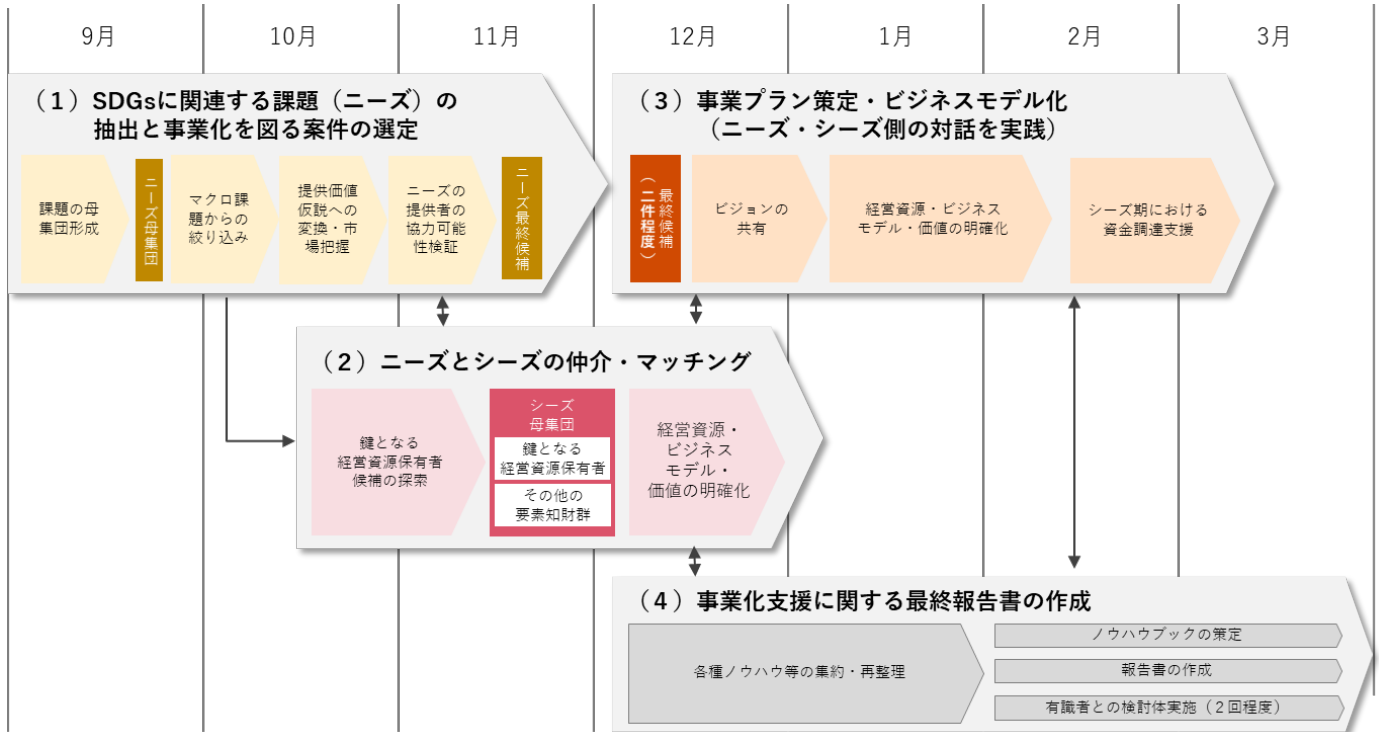 9月
10月
11月
12月
1月
2月
3月
（1）SDGsに関連する課題（ニーズ）の
抽出と事業化を図る案件の選定
課題の母
集団形成
ニーズ母集団
マクロ課
題からの
絞り込み
提供価値
仮説への
変換・市
場把握
ニーズの
提供者の
協力可能
性検証
ニーズ最終候補
（3）事業プラン策定・ビジネスモデル化
（ニーズ・シーズ側の対話を実践）
最終候補
（二件程度）
ビジョンの
共有
経営資源・ビジネス
モデル・価値の明確化
シーズ期における
資金調達支援
（2）ニーズとシーズの仲介・マッチング
鍵となる
経営資源保有者
候補の探索
シーズ
母集団
鍵となる
経営資源保有者
その他の
要素知財群
経営資源・
ビジネス
モデル・
価値の明確化
（4）事業化支援に関する最終報告書の作成
各種ノウハウ等の集約・再整理
ノウハウブックの策定
報告書の作成
有識者との検討体実施（２回程度）